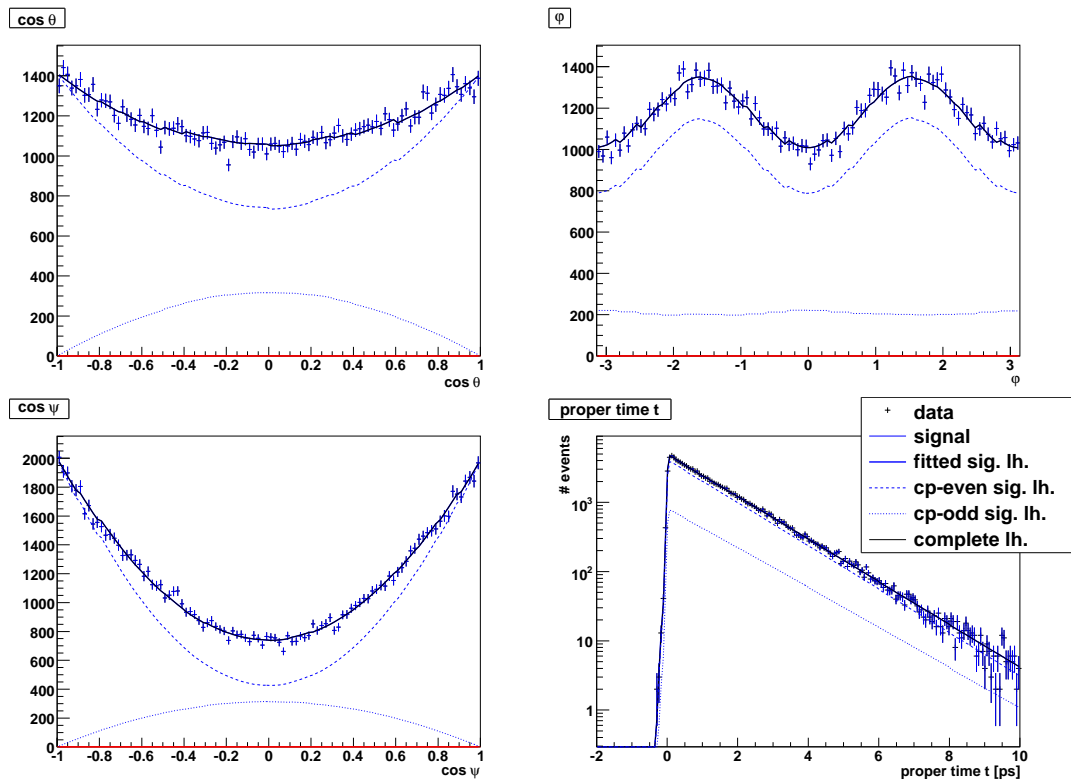 cos θ
1400
1200
1000
800
600
400
200
0
-1 -0.8 -0.6 -0.4 -0.2 0 0.2 0.4 0.6 0.8 1
cos θ
φ
1400
1200
1000
800
600
400
200
0
-3 -2 -1 0 1 2 3
φ
cos ψ
2000
1800
1600
1400
1200
1000
800
600
400
200
0
-1 -0.8 -0.6 -0.4 -0.2 0 0.2 0.4 0.6 0.8 1
cos ψ
proper time t
# events
10^3
10^2
10
1
-2 0 2 4 6 8 10
proper time t [ps]
data
signal
fitted sig. lh.
cp-even sig. lh.
cp-odd sig. lh.
complete lh.